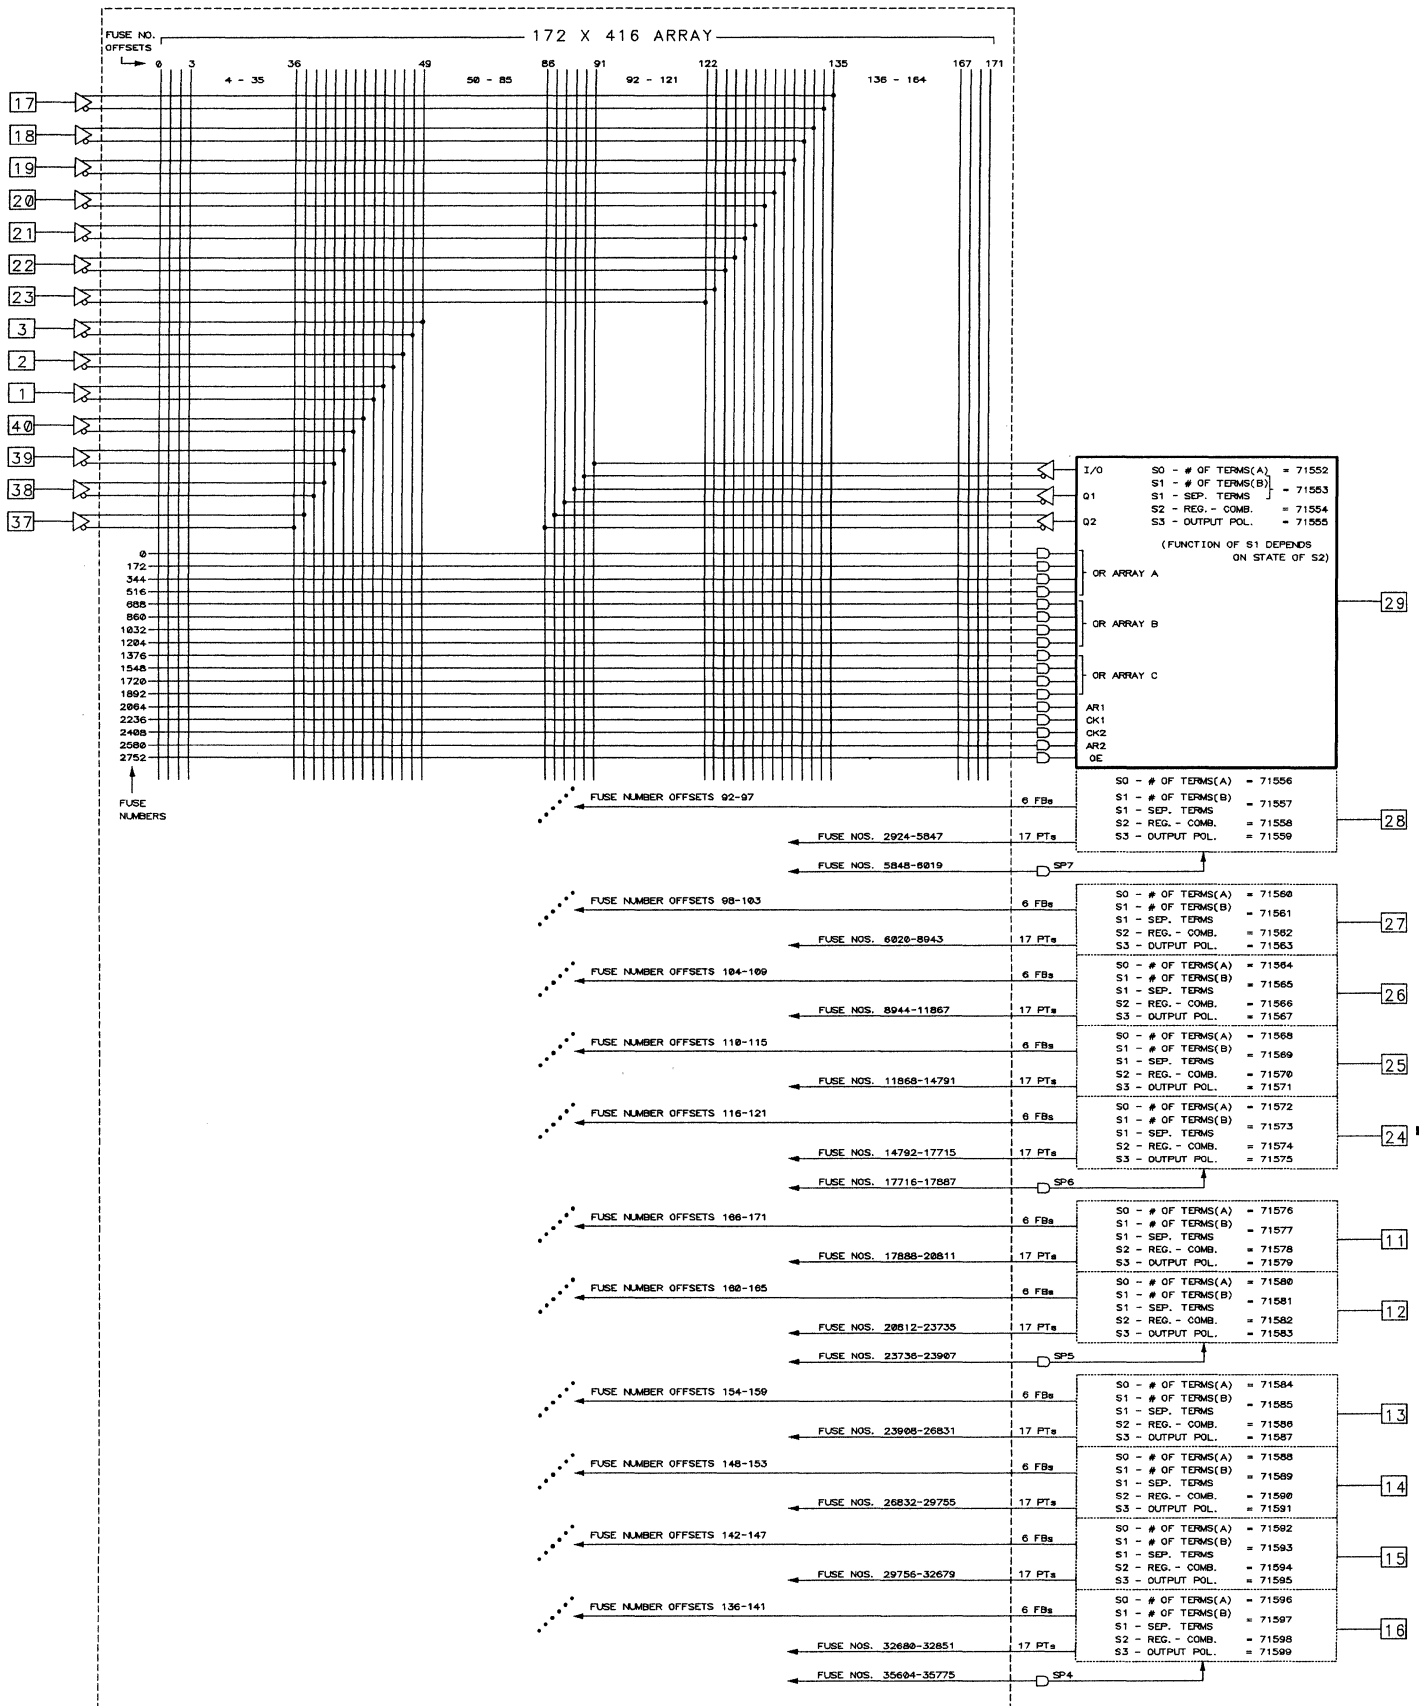 FUSE NO.
OFFSETS
172 X 416 ARRAY
0 3 36 49 86 91 122 135 167 171
4 - 35 50 - 85 92 - 121 136 - 164
17
18
19
20
21
22
23
3
2
1
40
39
38
37
I/O
Q1
Q2
S0 - # OF TERMS(A) = 71552
S1 - # OF TERMS(B)
S1 - SEP. TERMS = 71553
S2 - REG. - COMB. = 71554
S3 - OUTPUT POL. = 71555
(FUNCTION OF S1 DEPENDS
ON STATE OF S2)
0
172
344
516
688
860
1032
1204
1376
1548
1720
1892
2064
2236
2408
2580
2752
FUSE
NUMBERS
OR ARRAY A
OR ARRAY B
OR ARRAY C
AR1
CK1
CK2
AR2
OE
29
FUSE NUMBER OFFSETS 92-97 6 FBs
FUSE NOS. 2924-5847 17 PTs
S0 - # OF TERMS(A) = 71556
S1 - # OF TERMS(B)
S1 - SEP. TERMS = 71557
S2 - REG. - COMB. = 71558
S3 - OUTPUT POL. = 71559
28
FUSE NOS. 5848-6019 SP7
FUSE NUMBER OFFSETS 98-103 6 FBs
FUSE NOS. 6020-8943 17 PTs
S0 - # OF TERMS(A) = 71560
S1 - # OF TERMS(B)
S1 - SEP. TERMS = 71561
S2 - REG. - COMB. = 71562
S3 - OUTPUT POL. = 71563
27
FUSE NUMBER OFFSETS 104-109 6 FBs
FUSE NOS. 8944-11867 17 PTs
S0 - # OF TERMS(A) = 71564
S1 - # OF TERMS(B)
S1 - SEP. TERMS = 71565
S2 - REG. - COMB. = 71566
S3 - OUTPUT POL. = 71567
26
FUSE NUMBER OFFSETS 110-115 6 FBs
FUSE NOS. 11868-14791 17 PTs
S0 - # OF TERMS(A) = 71568
S1 - # OF TERMS(B)
S1 - SEP. TERMS = 71569
S2 - REG. - COMB. = 71570
S3 - OUTPUT POL. = 71571
25
FUSE NUMBER OFFSETS 116-121 6 FBs
FUSE NOS. 14792-17715 17 PTs
S0 - # OF TERMS(A) = 71572
S1 - # OF TERMS(B)
S1 - SEP. TERMS = 71573
S2 - REG. - COMB. = 71574
S3 - OUTPUT POL. = 71575
24
FUSE NOS. 17716-17887 SP6
FUSE NUMBER OFFSETS 166-171 6 FBs
FUSE NOS. 17888-20811 17 PTs
S0 - # OF TERMS(A) = 71576
S1 - # OF TERMS(B)
S1 - SEP. TERMS = 71577
S2 - REG. - COMB. = 71578
S3 - OUTPUT POL. = 71579
11
FUSE NUMBER OFFSETS 160-165 6 FBs
FUSE NOS. 20812-23735 17 PTs
S0 - # OF TERMS(A) = 71580
S1 - # OF TERMS(B)
S1 - SEP. TERMS = 71581
S2 - REG. - COMB. = 71582
S3 - OUTPUT POL. = 71583
12
FUSE NOS. 23736-23907 SP5
FUSE NUMBER OFFSETS 154-159 6 FBs
FUSE NOS. 23908-26831 17 PTs
S0 - # OF TERMS(A) = 71584
S1 - # OF TERMS(B)
S1 - SEP. TERMS = 71585
S2 - REG. - COMB. = 71586
S3 - OUTPUT POL. = 71587
13
FUSE NUMBER OFFSETS 148-153 6 FBs
FUSE NOS. 26832-29755 17 PTs
S0 - # OF TERMS(A) = 71588
S1 - # OF TERMS(B)
S1 - SEP. TERMS = 71589
S2 - REG. - COMB. = 71590
S3 - OUTPUT POL. = 71591
14
FUSE NUMBER OFFSETS 142-147 6 FBs
FUSE NOS. 29756-32679 17 PTs
S0 - # OF TERMS(A) = 71592
S1 - # OF TERMS(B)
S1 - SEP. TERMS = 71593
S2 - REG. - COMB. = 71594
S3 - OUTPUT POL. = 71595
15
FUSE NUMBER OFFSETS 136-141 6 FBs
FUSE NOS. 32680-32851 17 PTs
S0 - # OF TERMS(A) = 71596
S1 - # OF TERMS(B)
S1 - SEP. TERMS = 71597
S2 - REG. - COMB. = 71598
S3 - OUTPUT POL. = 71599
16
FUSE NOS. 35604-35775 SP4